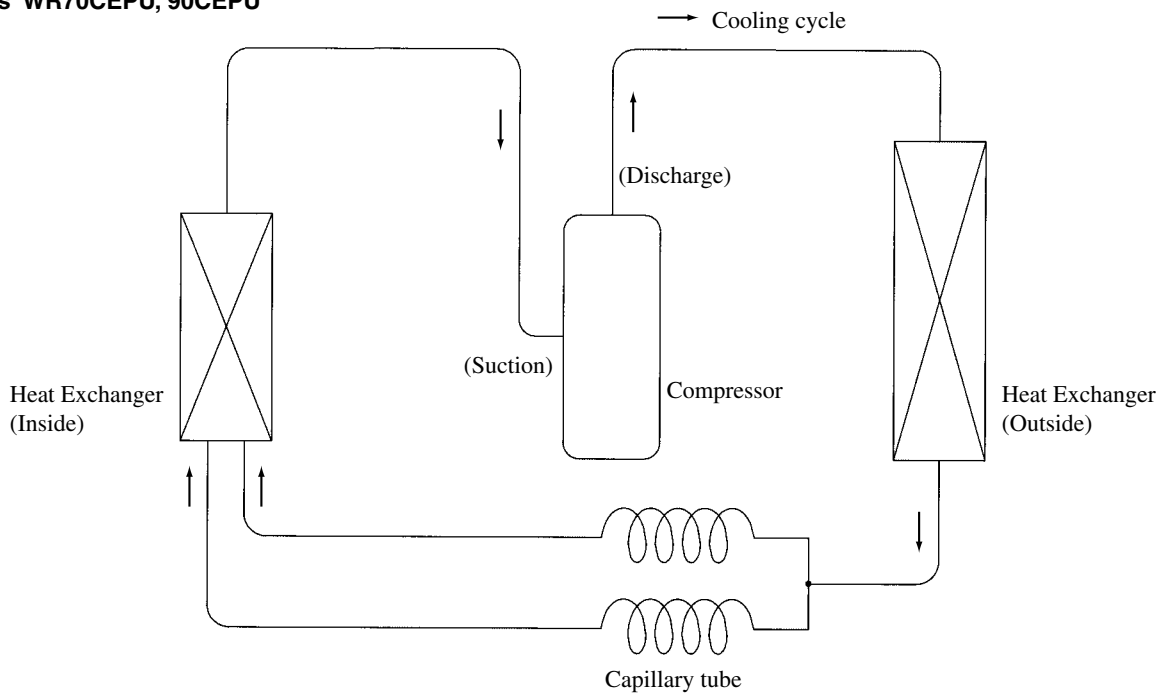 WR70CEPU, 90CEPU
Cooling cycle
(Discharge)
(Suction)
Compressor
Heat Exchanger
(Inside)
Heat Exchanger
(Outside)
Capillary tube